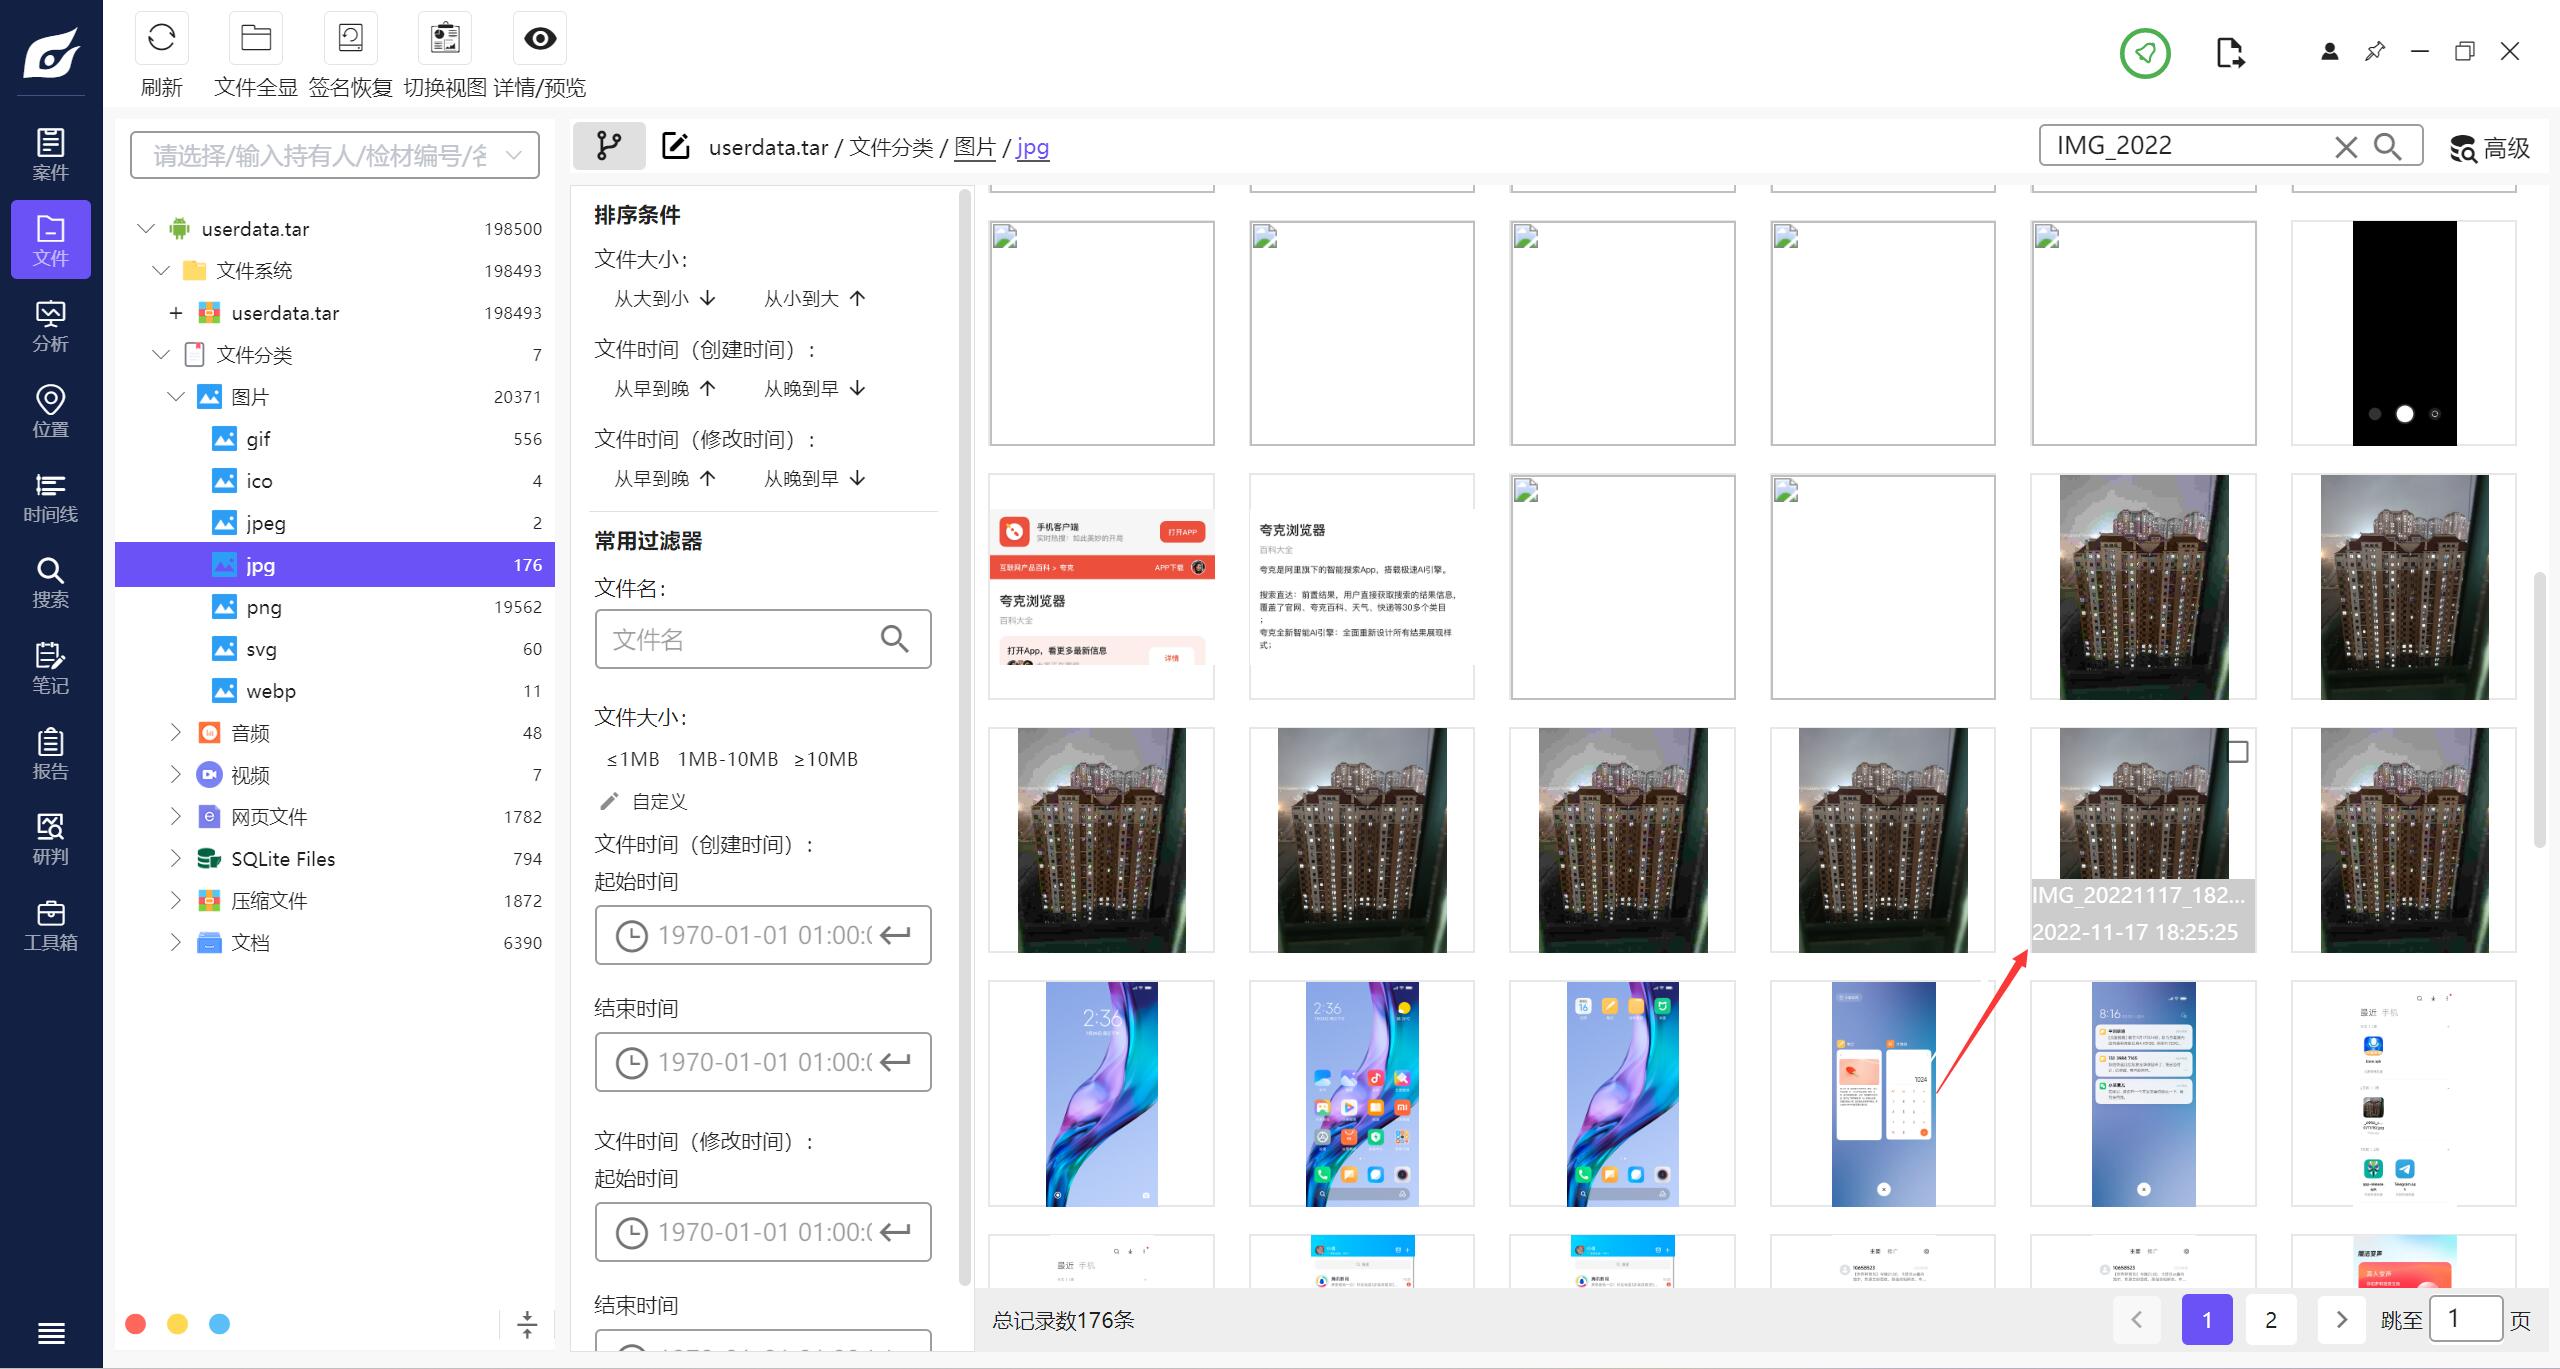 刷新
文件全显
签名恢复
切换视图
详情/预览
案件
文件
分析
位置
时间线
搜索
笔记
报告
研判
工具箱
请选择/输入持有人/检材编号/名
userdata.tar 198500
文件系统 198493
userdata.tar 198493
文件分类 7
图片 20371
gif 556
ico 4
jpeg 2
jpg 176
png 19562
svg 60
webp 11
音频 48
视频 7
网页文件 1782
SQLite Files 794
压缩文件 1872
文档 6390
userdata.tar / 文件分类 / 图片 / jpg
IMG_2022
高级
排序条件
文件大小:
从大到小 从小到大
文件时间（创建时间）:
从早到晚 从晚到早
文件时间（修改时间）:
从早到晚 从晚到早
常用过滤器
文件名:
文件名
文件大小:
≤1MB 1MB-10MB ≥10MB
自定义
文件时间（创建时间）:
起始时间
1970-01-01 01:00:0
结束时间
1970-01-01 01:00:0
文件时间（修改时间）:
起始时间
1970-01-01 01:00:0
结束时间
手机客户端
打开APP
互联网产品百科 > 夸克
APP下载
夸克浏览器
百科大全
打开App，看更多最新信息
详情
夸克浏览器
百科大全
夸克是阿里旗下的智能搜索App，搭载极速AI引擎。
搜索直达：前置结果，用户直接获取搜索的结果信息，
覆盖了官网、夸克百科、天气、快递等30多个类目
；
夸克全新智能AI引擎：全面重新设计所有结果展现样
式；
IMG_20221117_182...
2022-11-17 18:25:25
2:36
2:36
16
1024
8:16
最近 手机
最近 手机
10658523
10658523
总记录数176条
1
2
跳至 1 页